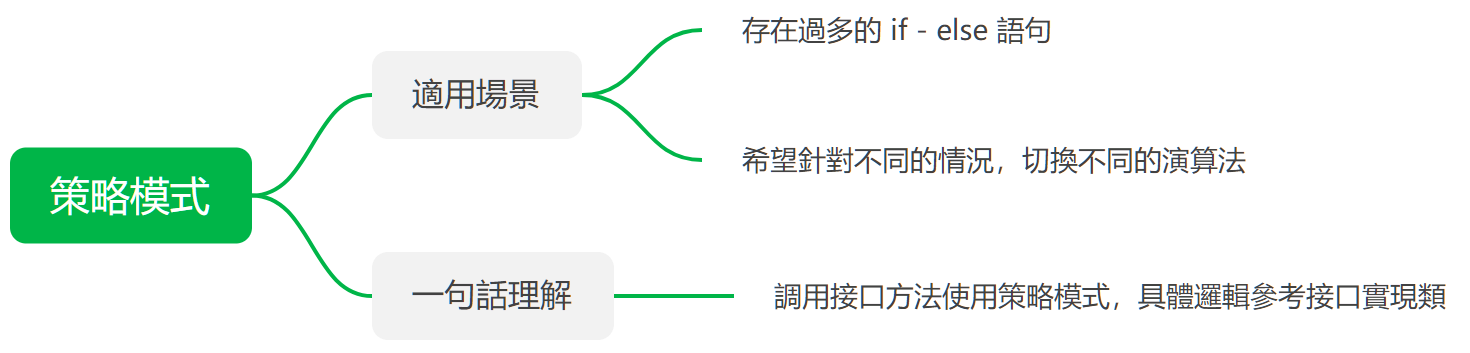 策略模式
適用場景
存在過多的 if - else 語句
希望針對不同的情況，切換不同的演算法
一句話理解
調用接口方法使用策略模式，具體邏輯參考接口實現類